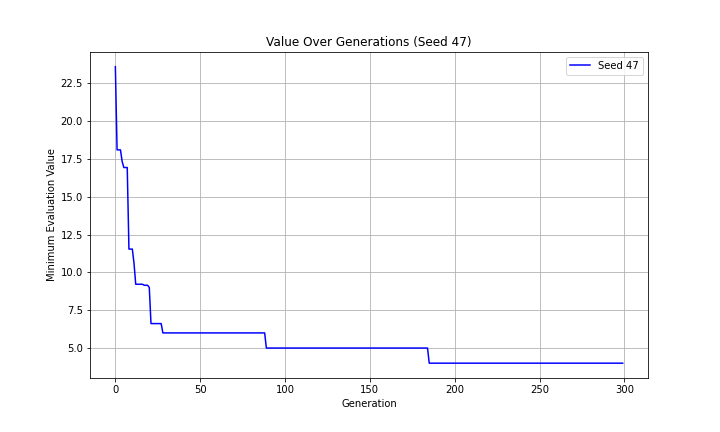 Value Over Generations (Seed 47)
Seed 47
Minimum Evaluation Value
22.5
20.0
17.5
15.0
12.5
10.0
7.5
5.0
0 50 100 150 200 250 300
Generation